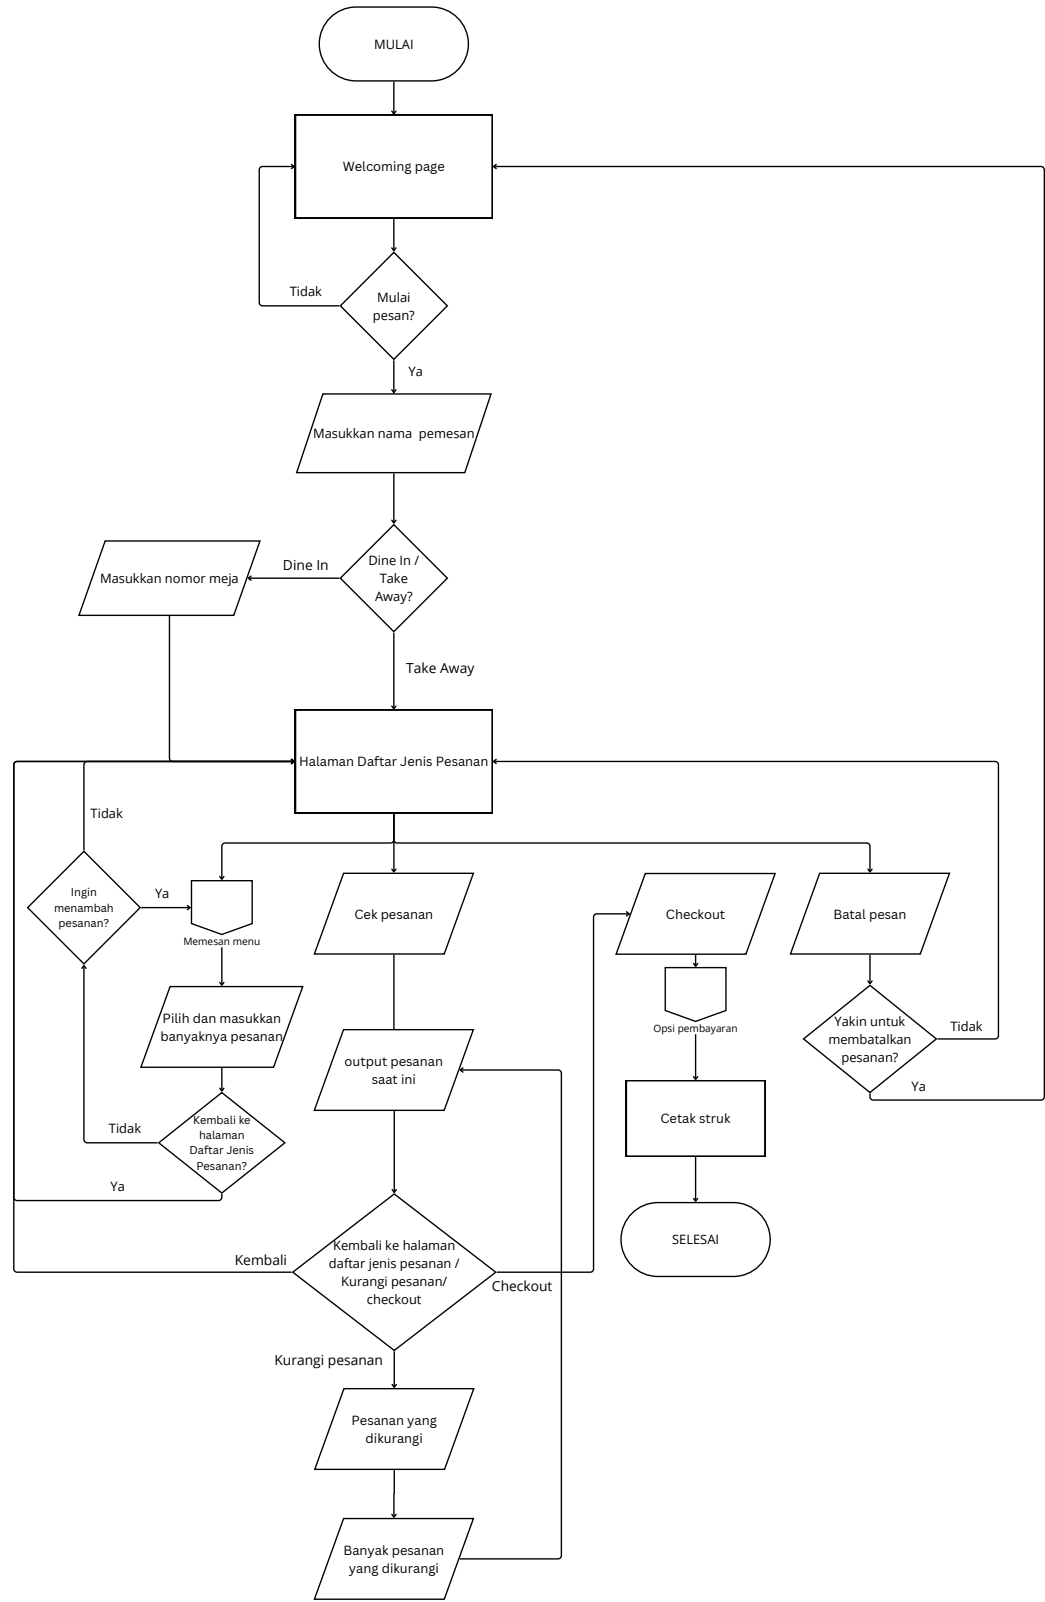 MULAI
Welcoming page
Tidak
Mulai
pesan?
Ya
Masukkan nama  pemesan
Masukkan nomor meja
Dine In
Dine In /
Take
Away?
Take Away
Halaman Daftar Jenis Pesanan
Tidak
Ingin
menambah
pesanan?
Ya
Memesan menu
Cek pesanan
Checkout
Batal pesan
Pilih dan masukkan
banyaknya pesanan
output pesanan
saat ini
Opsi pembayaran
Yakin untuk
membatalkan
pesanan?
Tidak
Ya
Cetak struk
Tidak
Kembali ke
halaman
Daftar Jenis
Pesanan?
Ya
SELESAI
Kembali
Kembali ke halaman
daftar jenis pesanan /
Kurangi pesanan/
checkout
Checkout
Kurangi pesanan
Pesanan yang
dikurangi
Banyak pesanan
yang dikurangi